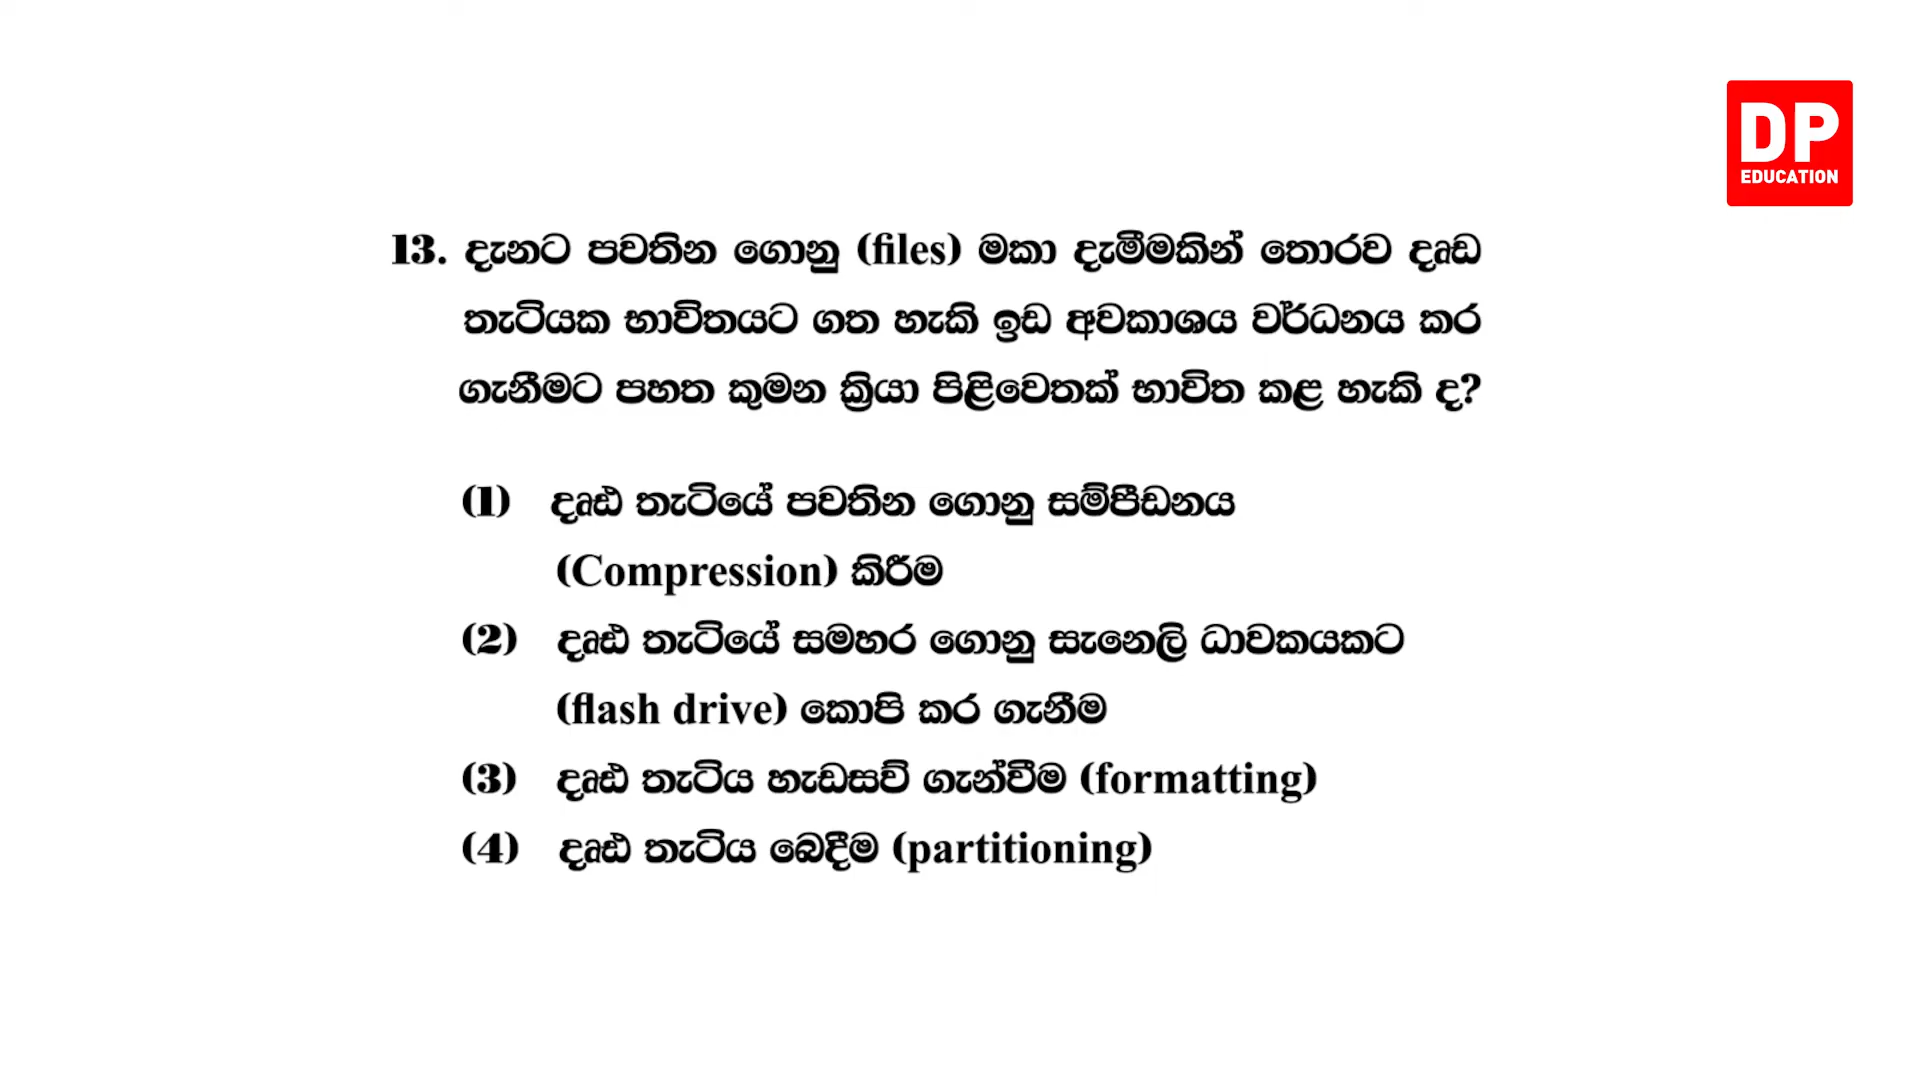 DP
EDUCATION
13. දැනට පවතින ගොනු (files) මකා දැමීමකින් තොරව දෘඩ
තැටියක භාවිතයට ගත හැකි ඉඩ අවකාශය වර්ධනය කර
ගැනීමට පහත කුමන ක්‍රියා පිළිවෙතක් භාවිත කළ හැකි ද?
(1) දෘඪ තැටියේ පවතින ගොනු සම්පීඩනය
(Compression) කිරීම
(2) දෘඪ තැටියේ සමහර ගොනු සැනෙලි ධාවකයකට
(flash drive) කොපි කර ගැනීම
(3) දෘඪ තැටිය හැඩසව් ගැන්වීම (formatting)
(4) දෘඪ තැටිය බෙදීම (partitioning)